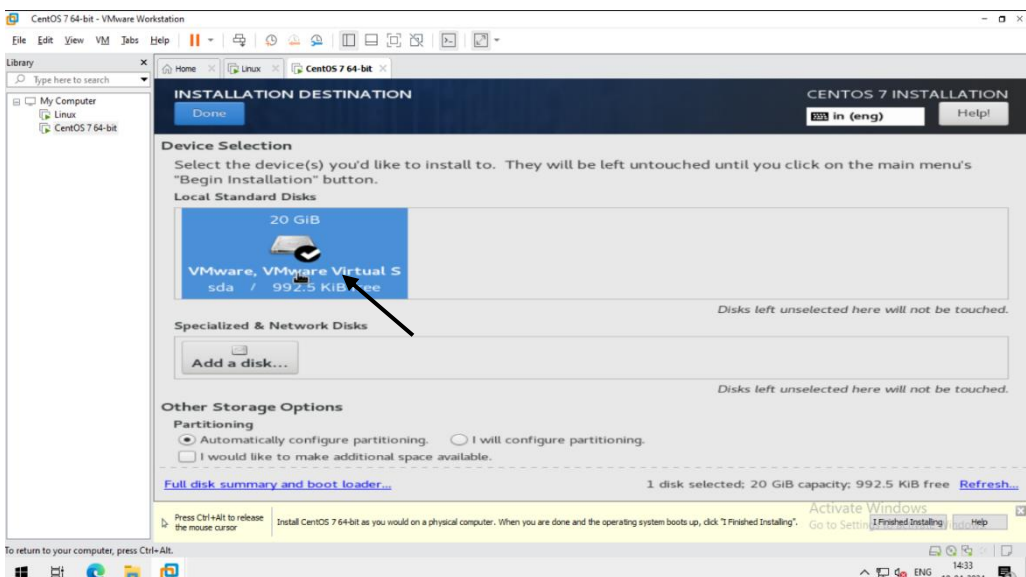 CentOS 7 64-bit - VMware Workstation
File Edit View VM Tabs Help
Library
Type here to search
My Computer
Linux
CentOS 7 64-bit
Home Linux CentOS 7 64-bit
INSTALLATION DESTINATION
CENTOS 7 INSTALLATION
Done
in (eng)
Help!
Device Selection
Select the device(s) you'd like to install to. They will be left untouched until you click on the main menu's
"Begin Installation" button.
Local Standard Disks
20 GiB
VMware, VMware Virtual S
sda / 992.5 KiB free
Disks left unselected here will not be touched.
Specialized & Network Disks
Add a disk...
Disks left unselected here will not be touched.
Other Storage Options
Partitioning
Automatically configure partitioning. I will configure partitioning.
I would like to make additional space available.
Full disk summary and boot loader...
1 disk selected; 20 GiB capacity; 992.5 KiB free Refresh...
Activate Windows
Press Ctrl+Alt to release
the mouse cursor
Install CentOS 7 64-bit as you would on a physical computer. When you are done and the operating system boots up, click "I Finished Installing".
Go to Settin
I Finished Installing
Help
To return to your computer, press Ctrl+Alt.
ENG
14:33